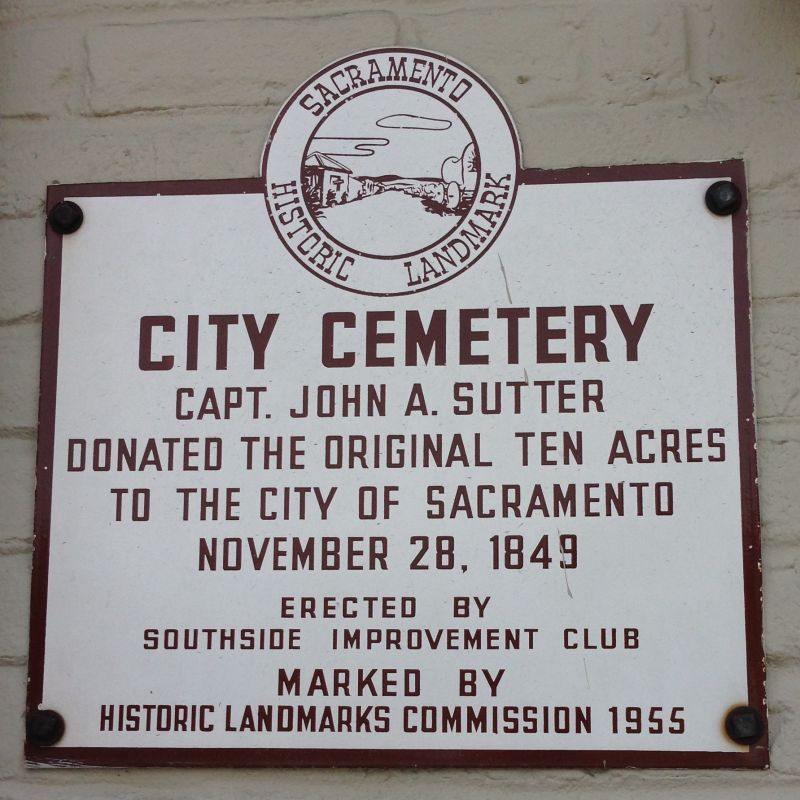 SACRAMENTO
HISTORIC LANDMARK
CITY CEMETERY
CAPT. JOHN A. SUTTER
DONATED THE ORIGINAL TEN ACRES
TO THE CITY OF SACRAMENTO
NOVEMBER 28, 1849
ERECTED BY
SOUTHSIDE IMPROVEMENT CLUB
MARKED BY
HISTORIC LANDMARKS COMMISSION 1955